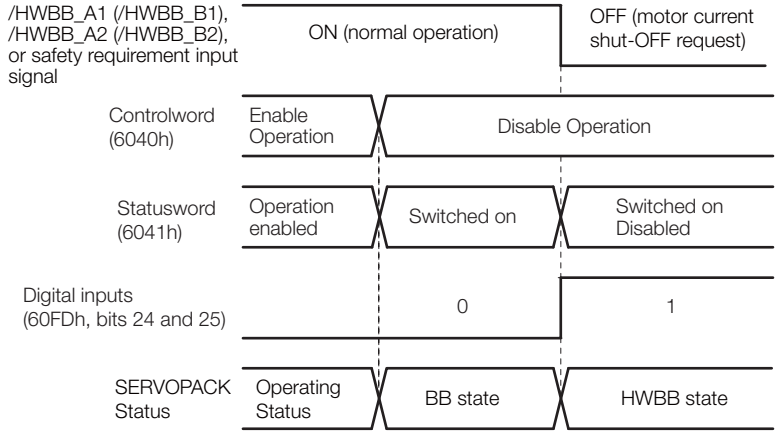 /HWBB_A1 (/HWBB_B1),
/HWBB_A2 (/HWBB_B2),
or safety requirement input
signal
ON (normal operation)
OFF (motor current
shut-OFF request)
Controlword
(6040h)
Enable
Operation
Disable Operation
Statusword
(6041h)
Operation
enabled
Switched on
Switched on
Disabled
Digital inputs
(60FDh, bits 24 and 25)
0
1
SERVOPACK
Status
Operating
Status
BB state
HWBB state